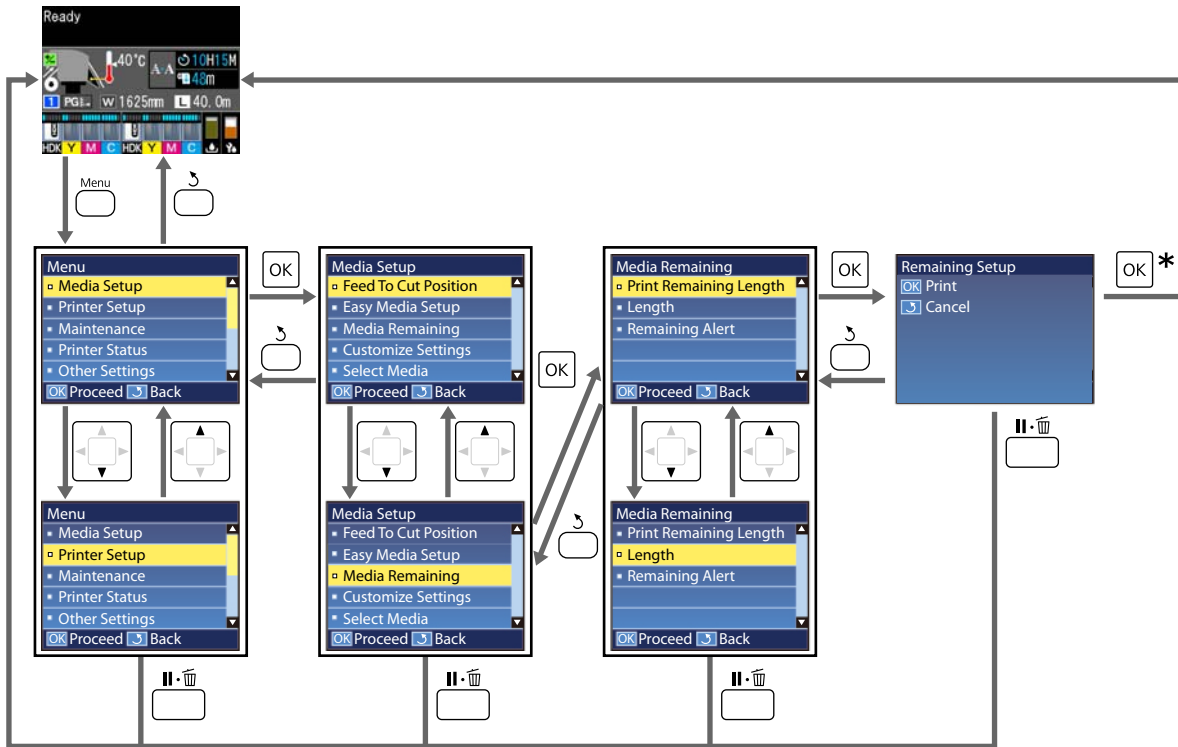 Ready
40°C A·A 10H15M
48m
1 PG W 1625mm L 40. 0m
HDK Y M C HDK Y M C
Menu
Menu
Media Setup
Printer Setup
Maintenance
Printer Status
Other Settings
OK Proceed Back
OK
Media Setup
Feed To Cut Position
Easy Media Setup
Media Remaining
Customize Settings
Select Media
OK Proceed Back
OK
Media Remaining
Print Remaining Length
Length
Remaining Alert
OK Proceed Back
OK
Remaining Setup
OK Print
Cancel
OK *
Menu
Media Setup
Printer Setup
Maintenance
Printer Status
Other Settings
OK Proceed Back
Media Setup
Feed To Cut Position
Easy Media Setup
Media Remaining
Customize Settings
Select Media
OK Proceed Back
Media Remaining
Print Remaining Length
Length
Remaining Alert
OK Proceed Back